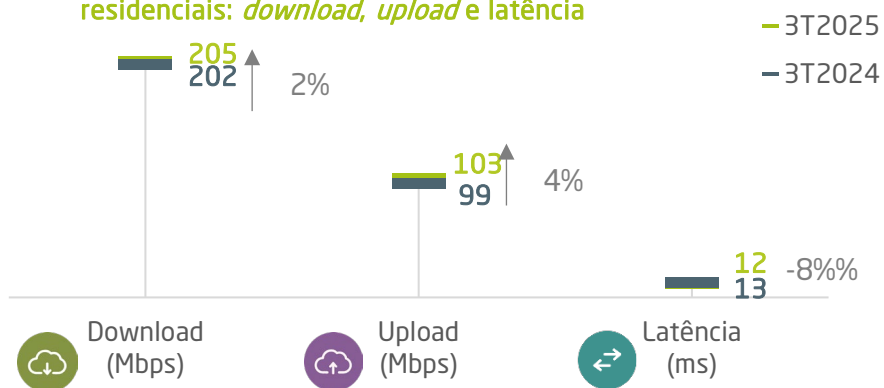 residenciais: download, upload e latência
3T2025
3T2024
205
202
2%
103
99
4%
12
13
-8%%
Download
(Mbps)
Upload
(Mbps)
Latência
(ms)